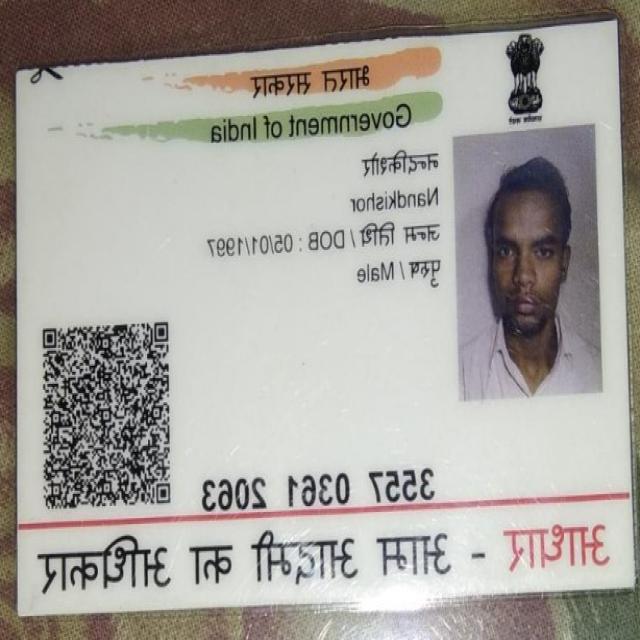 भारत सरकार
Government of India
नन्दकिशोर
Nandkishor
जन्म तिथि / DOB : 05/01/1997
पुरुष / Male
3557 0361 2063
आधार - आम आदमी का अधिकार